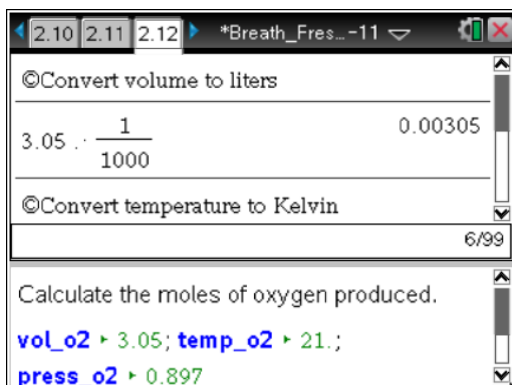 2.10 2.11 2.12 *Breath_Fres...-11
©Convert volume to liters
3.05 .· 1/1000 0.00305
©Convert temperature to Kelvin
6/99
Calculate the moles of oxygen produced.
vol_o2 ▸ 3.05; temp_o2 ▸ 21.;
press_o2 ▸ 0.897